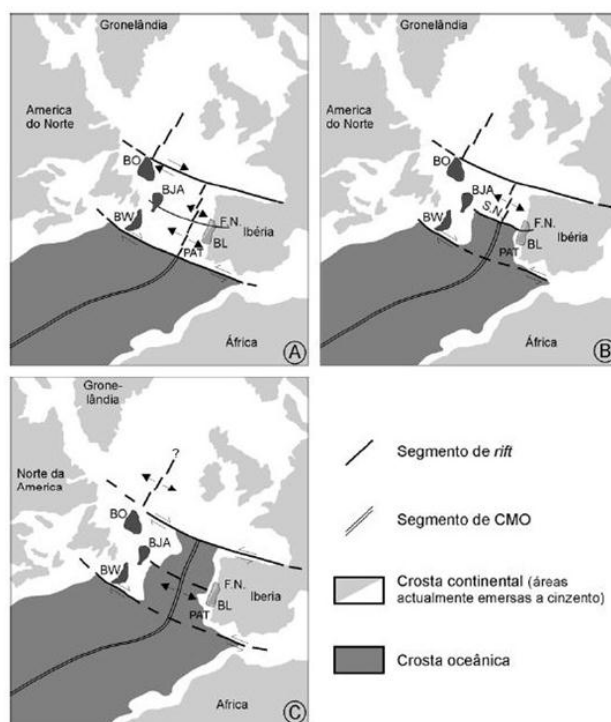 Gronelândia
America
do Norte
BO
BJA
BW
F.N.
Ibéria
BL
PAT
África
A
Gronelândia
America
do Norte
BO
BJA
S.N
BW
F.N.
Ibéria
BL
PAT
África
B
Grone-
lândia
?
Norte da
America
BO
BJA
BW
F.N.
Iberia
BL
PAT
Africa
C
Segmento de rift
Segmento de CMO
Crosta continental (áreas
actualmente emersas a cinzento)
Crosta oceânica